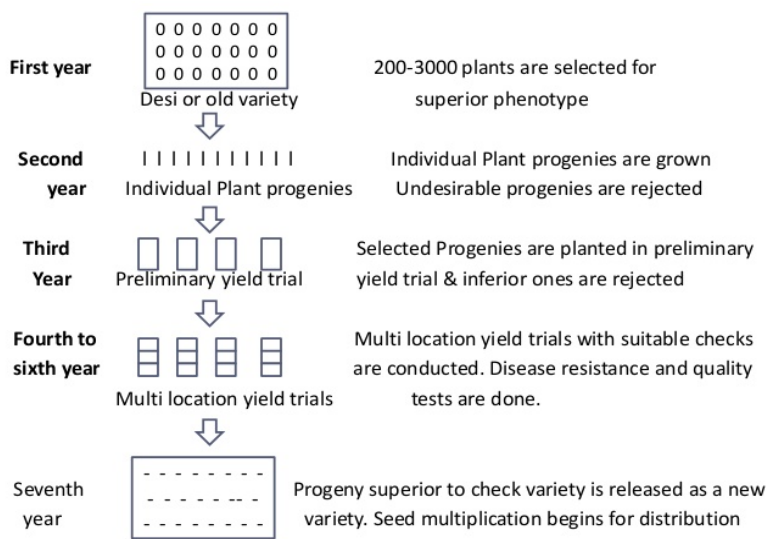 0 0 0 0 0 0 0
0 0 0 0 0 0 0
0 0 0 0 0 0 0
First year
200-3000 plants are selected for
superior phenotype
Desi or old variety
Second
year
I I I I I I I I I I I
Individual Plant progenies
Individual Plant progenies are grown
Undesirable progenies are rejected
Third
Year
Preliminary yield trial
Selected Progenies are planted in preliminary
yield trial & inferior ones are rejected
Fourth to
sixth year
Multi location yield trials
Multi location yield trials with suitable checks
are conducted. Disease resistance and quality
tests are done.
Seventh
year
- - - - - - - -
- - - - - -- -
- - - - - - - -
Progeny superior to check variety is released as a new
variety. Seed multiplication begins for distribution